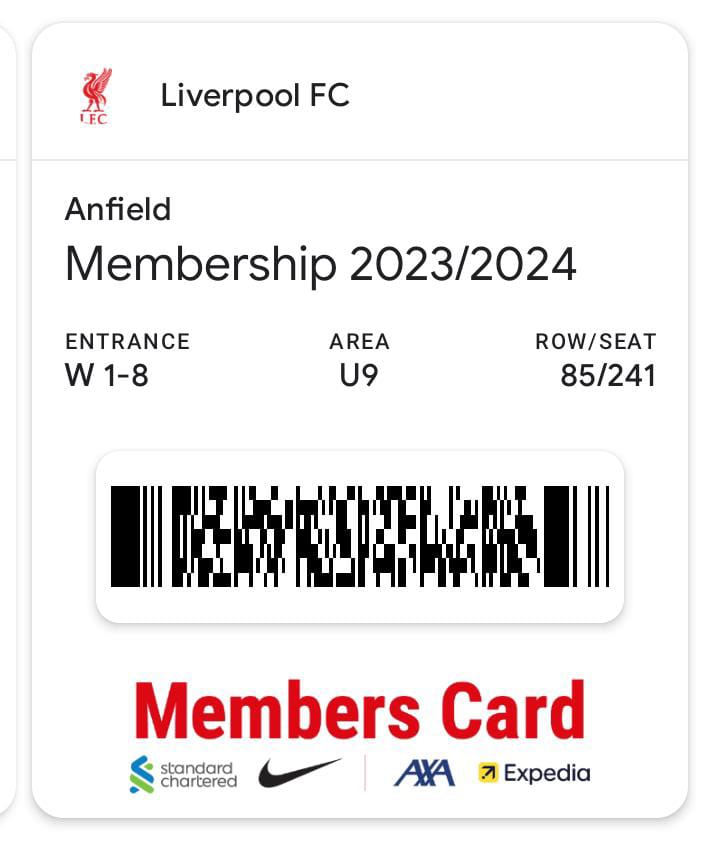 L.F.C
Liverpool FC
Anfield
Membership 2023/2024
ENTRANCE AREA ROW/SEAT
W 1-8 U9 85/241
Members Card
standard chartered AXA Expedia